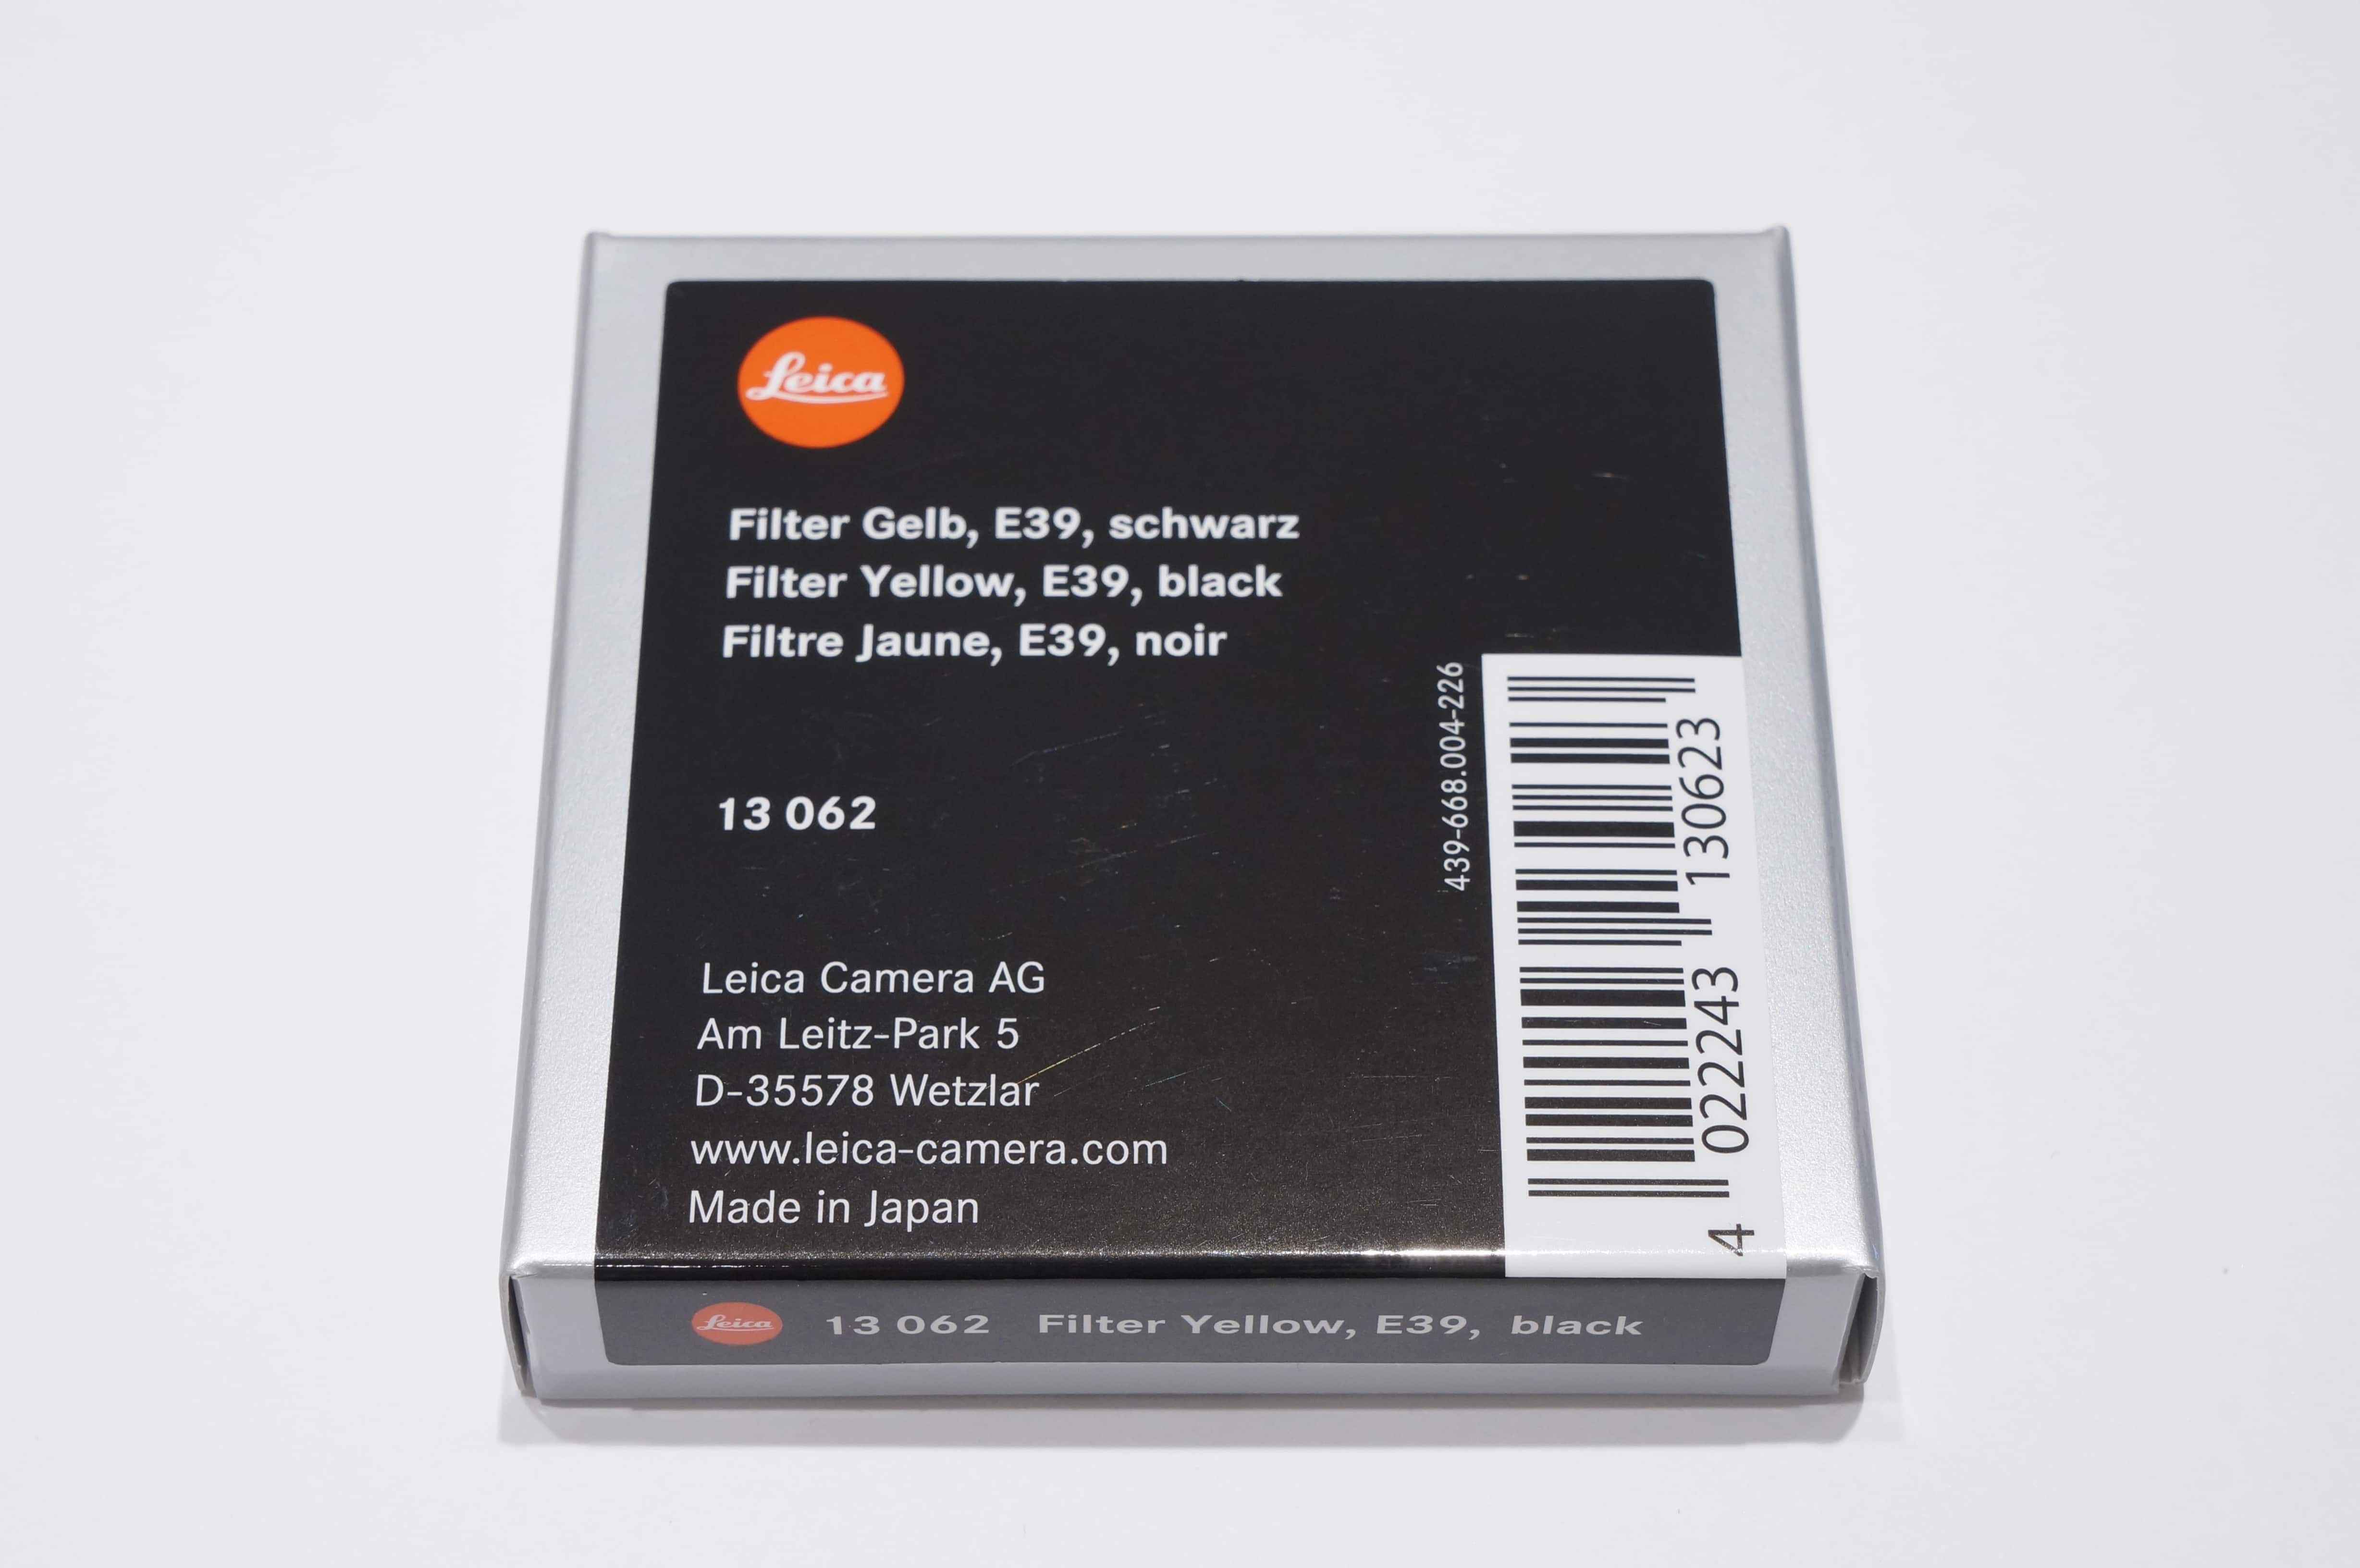 Leica
Filter Gelb, E39, schwarz
Filter Yellow, E39, black
Filtre Jaune, E39, noir
13 062
439-668.004-226
4 022243 130623
Leica Camera AG
Am Leitz-Park 5
D-35578 Wetzlar
www.leica-camera.com
Made in Japan
Leica 13 062 Filter Yellow, E39, black